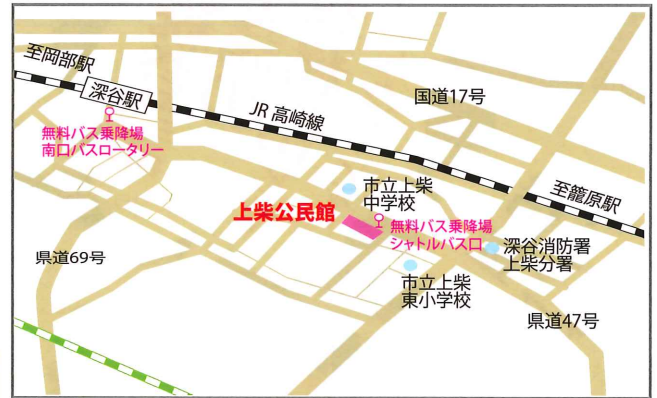 至岡部駅
深谷駅
無料バス乗降場
南口バスロータリー
JR 高崎線
国道17号
至籠原駅
市立上柴
中学校
上柴公民館
無料バス乗降場
シャトルバス口
深谷消防署
上柴分署
県道69号
市立上柴
東小学校
県道47号